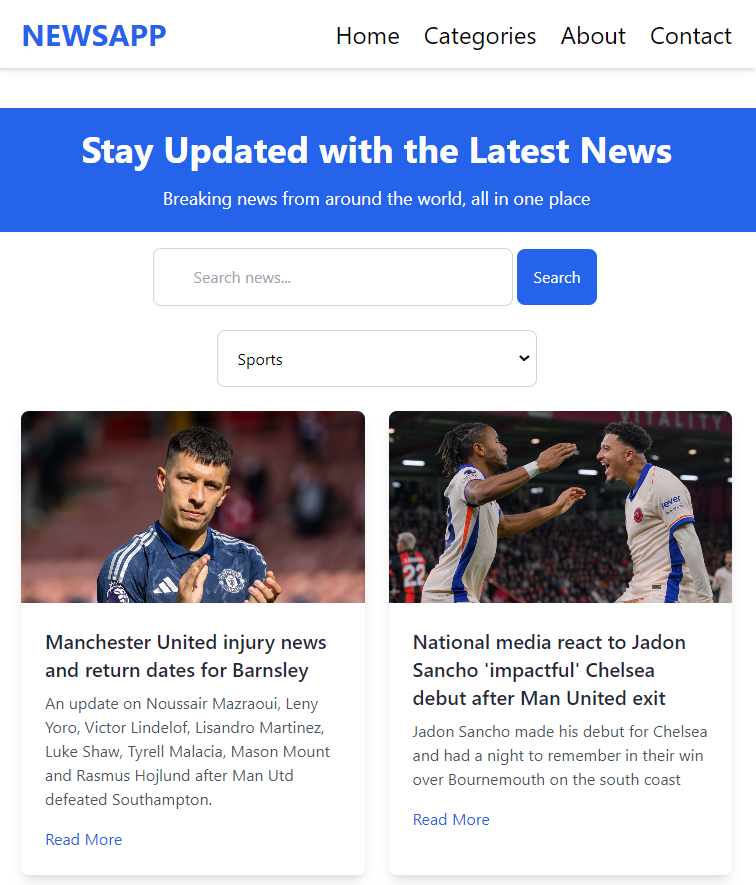 NEWSAPP
Home Categories About Contact
Stay Updated with the Latest News
Breaking news from around the world, all in one place
Search news...
Search
Sports
VITALITY
22
Manchester United injury news
and return dates for Barnsley
An update on Noussair Mazraoui, Leny
Yoro, Victor Lindelof, Lisandro Martinez,
Luke Shaw, Tyrell Malacia, Mason Mount
and Rasmus Hojlund after Man Utd
defeated Southampton.
Read More
National media react to Jadon
Sancho 'impactful' Chelsea
debut after Man United exit
Jadon Sancho made his debut for Chelsea
and had a night to remember in their win
over Bournemouth on the south coast
Read More